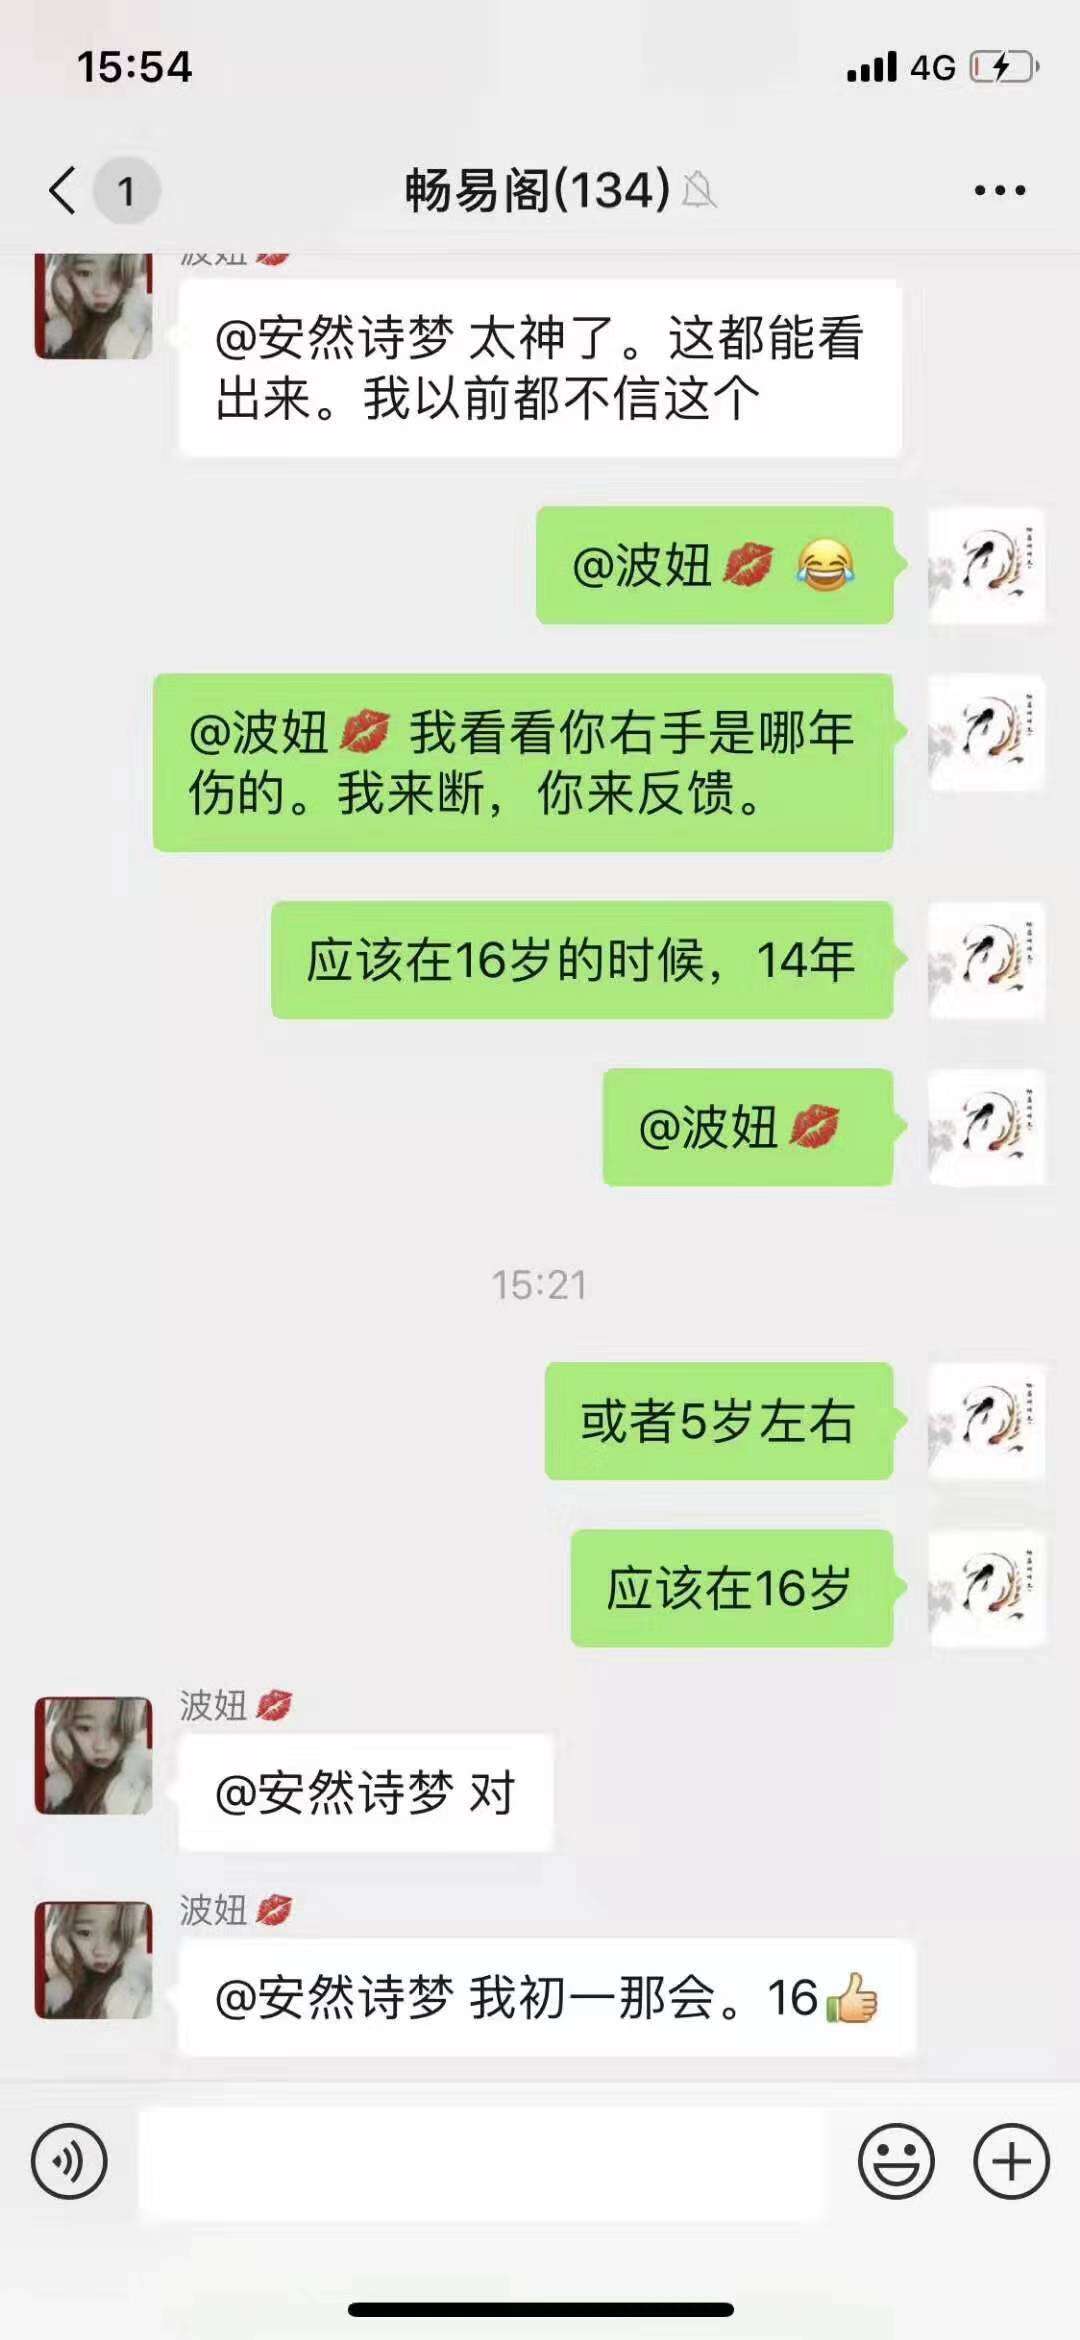 15:54
4G
1
畅易阁(134)
波妞💋
@安然诗梦 太神了。这都能看
出来。我以前都不信这个
@波妞💋 😂
@波妞💋 我看看你右手是哪年
伤的。我来断，你来反馈。
应该在16岁的时候，14年
@波妞💋
15:21
或者5岁左右
应该在16岁
波妞💋
@安然诗梦 对
波妞💋
@安然诗梦 我初一那会。16👍